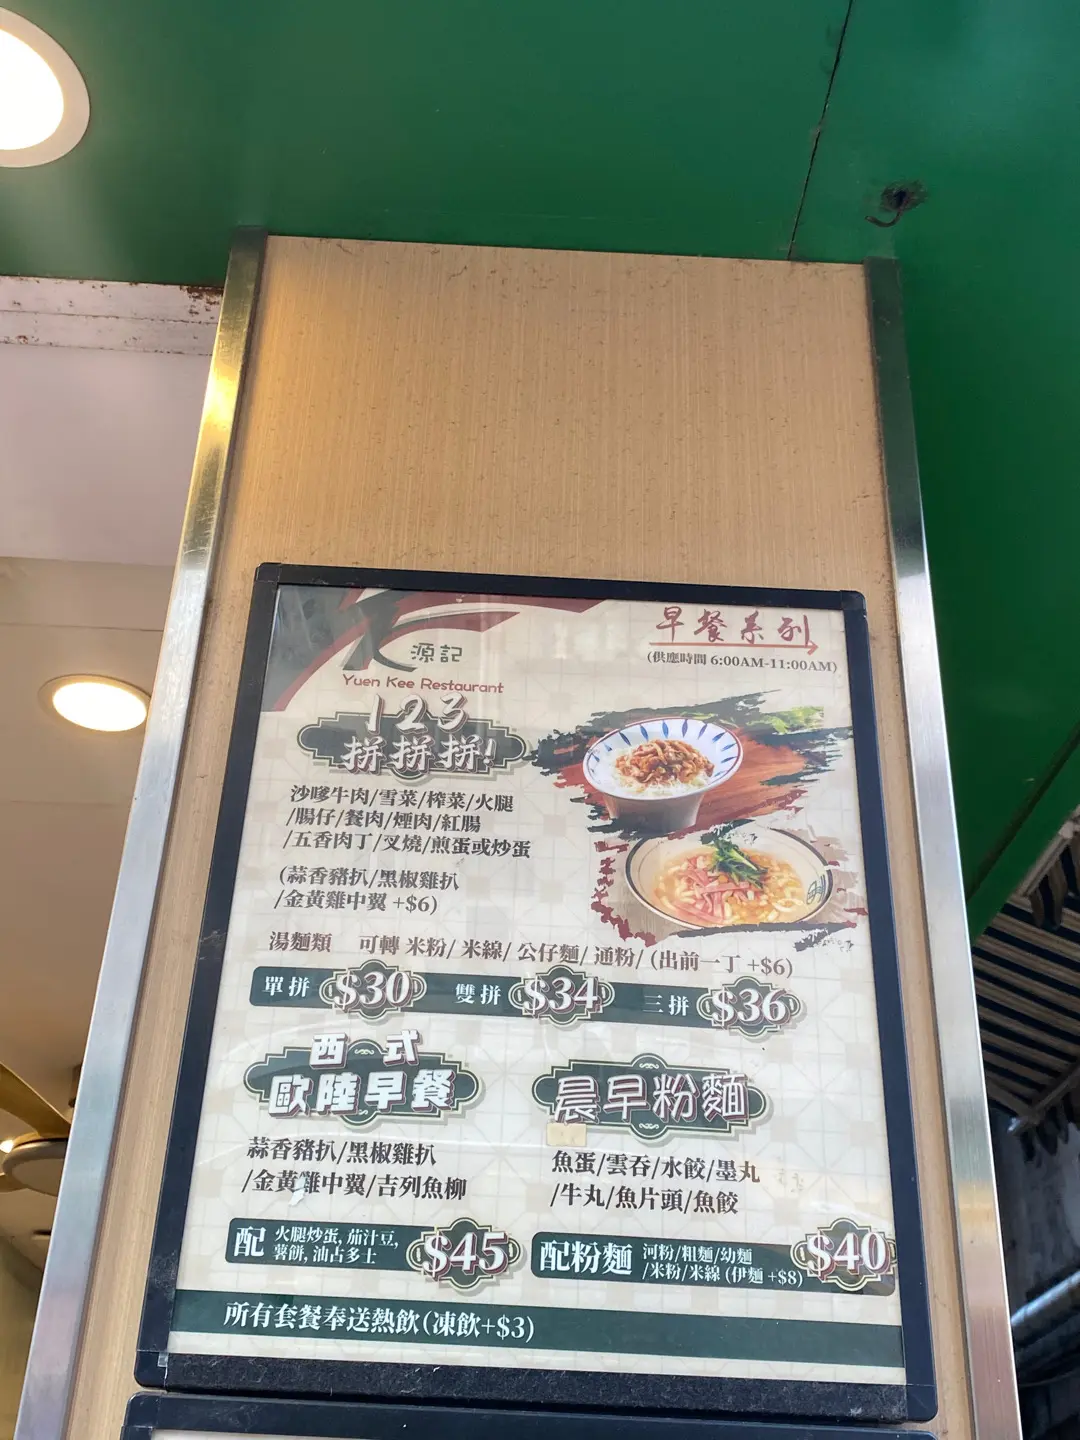 早餐系列
(供應時間 6:00AM-11:00AM)
源記
Yuen Kee Restaurant
123
拼拼拼!
沙嗲牛肉/雪菜/榨菜/火腿
/腸仔/餐肉/煙肉/紅腸
/五香肉丁/叉燒/煎蛋或炒蛋
(蒜香豬扒/黑椒雞扒
/金黃雞中翼 +$6)
湯麵類 可轉 米粉/ 米線/ 公仔麵/ 通粉/ (出前一丁 +$6)
單拼 $30 雙拼 $34 三拼 $36
西式
歐陸早餐
蒜香豬扒/黑椒雞扒
/金黃雞中翼/吉列魚柳
配 火腿炒蛋, 茄汁豆,
薯餅, 油占多士
$45
晨早粉麵
魚蛋/雲吞/水餃/墨丸
/牛丸/魚片頭/魚餃
配粉麵 河粉/粗麵/幼麵
/米粉/米線 (伊麵 +$8)
$40
所有套餐奉送熱飲(凍飲+$3)